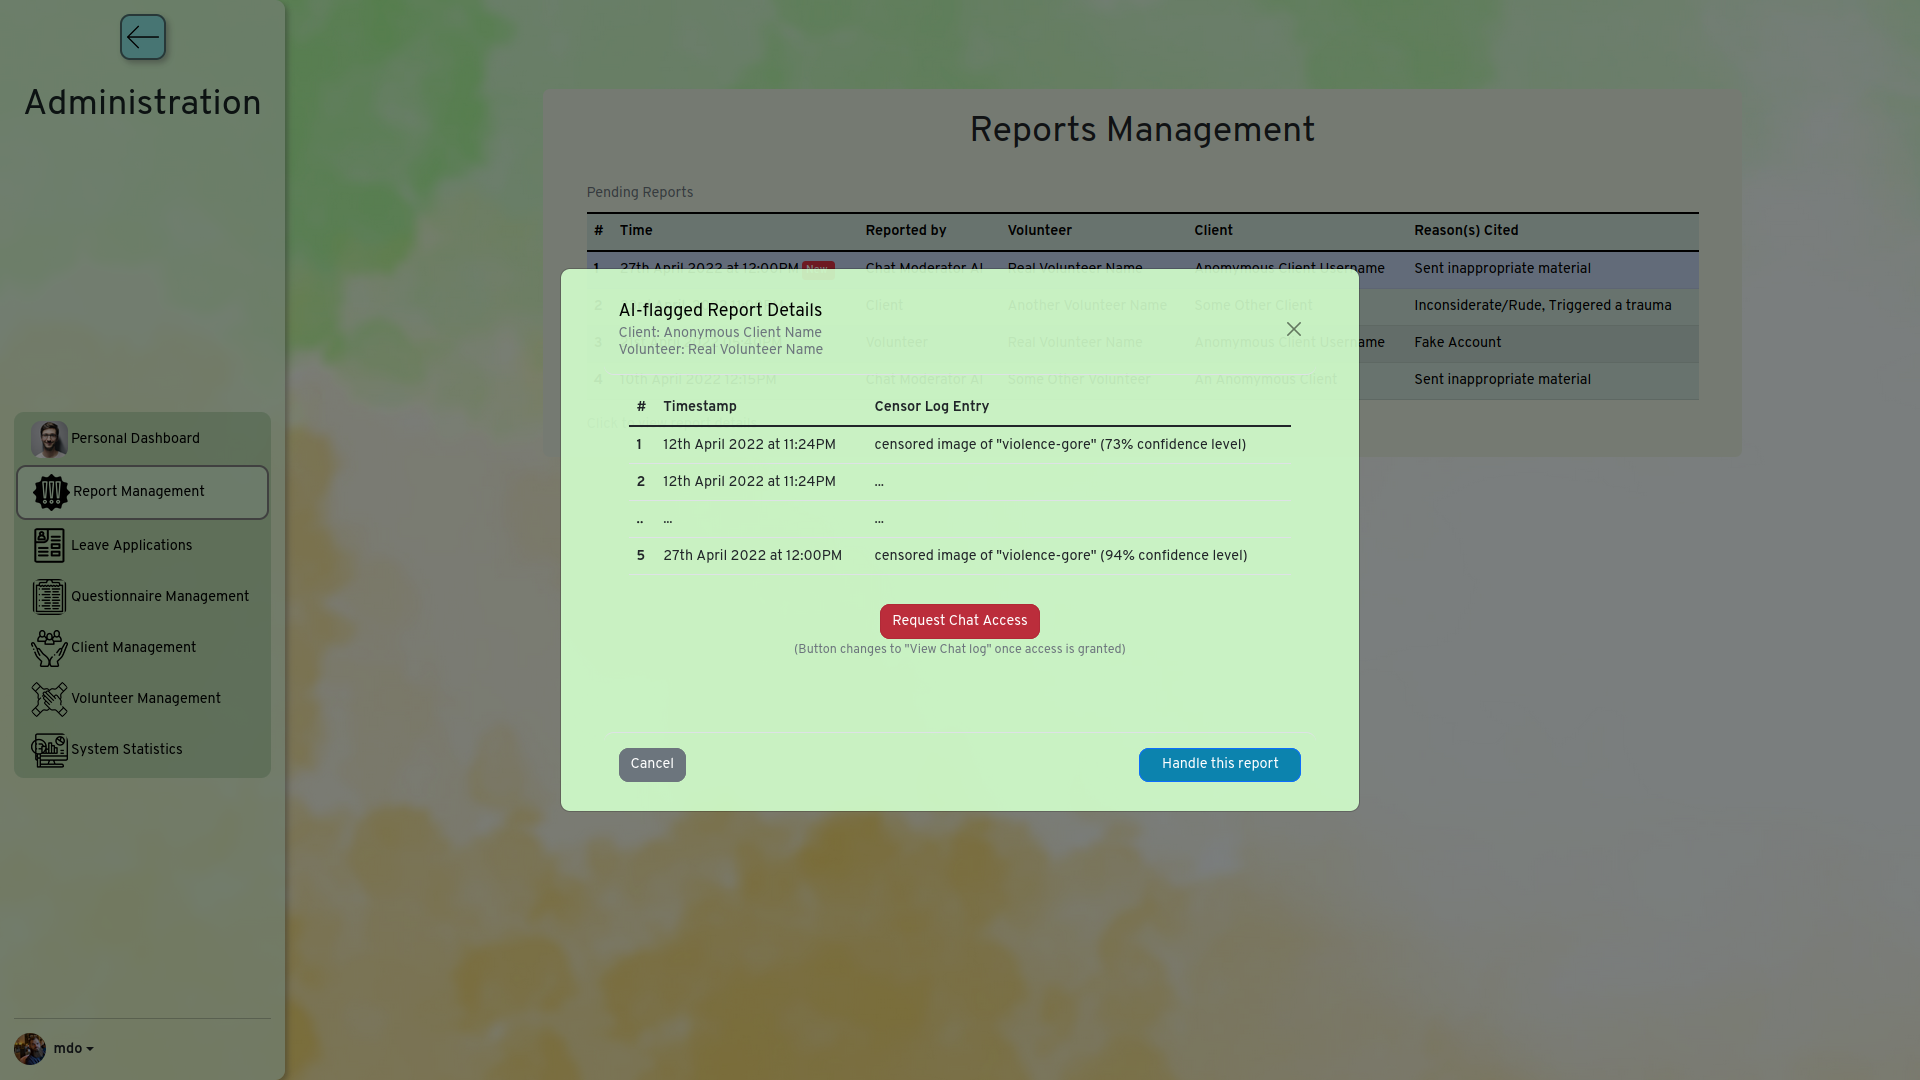 Administration
Personal Dashboard
Report Management
Leave Applications
Questionnaire Management
Client Management
Volunteer Management
System Statistics
mdo
Reports Management
Pending Reports
# Time Reported by Volunteer Client Reason(s) Cited
1 27th April 2022 at 12:00PM New Chat Moderator AI Real Volunteer Name Anomymous Client Username Sent inappropriate material
2 Client Another Volunteer Name Some Other Client Inconsiderate/Rude, Triggered a trauma
3 Volunteer Real Volunteer Name Anomymous Client Username Fake Account
4 10th April 2022 12:15PM Chat Moderator AI Some Other Volunteer An Anomymous Client Sent inappropriate material
AI-flagged Report Details
Client: Anonymous Client Name
Volunteer: Real Volunteer Name
# Timestamp Censor Log Entry
1 12th April 2022 at 11:24PM censored image of "violence-gore" (73% confidence level)
2 12th April 2022 at 11:24PM ...
.. ... ...
5 27th April 2022 at 12:00PM censored image of "violence-gore" (94% confidence level)
Request Chat Access
(Button changes to "View Chat log" once access is granted)
Cancel
Handle this report